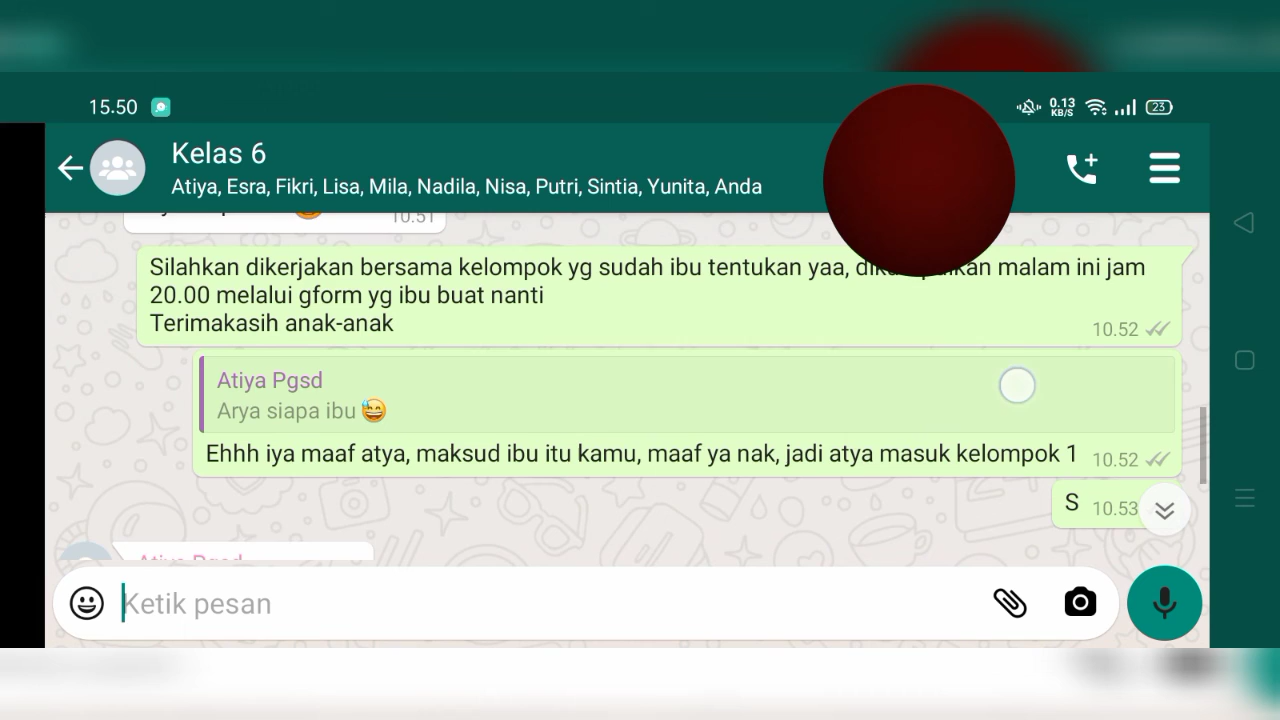 15.50
0.13
KB/S
23
Kelas 6
Atiya, Esra, Fikri, Lisa, Mila, Nadila, Nisa, Putri, Sintia, Yunita, Anda
10.51
Silahkan dikerjakan bersama kelompok yg sudah ibu tentukan yaa, malam ini jam
20.00 melalui gform yg ibu buat nanti
Terimakasih anak-anak
10.52
Atiya Pgsd
Arya siapa ibu 😅
Ehhh iya maaf atya, maksud ibu itu kamu, maaf ya nak, jadi atya masuk kelompok 1
10.52
S 10.53
Atiya Pgsd
Ketik pesan